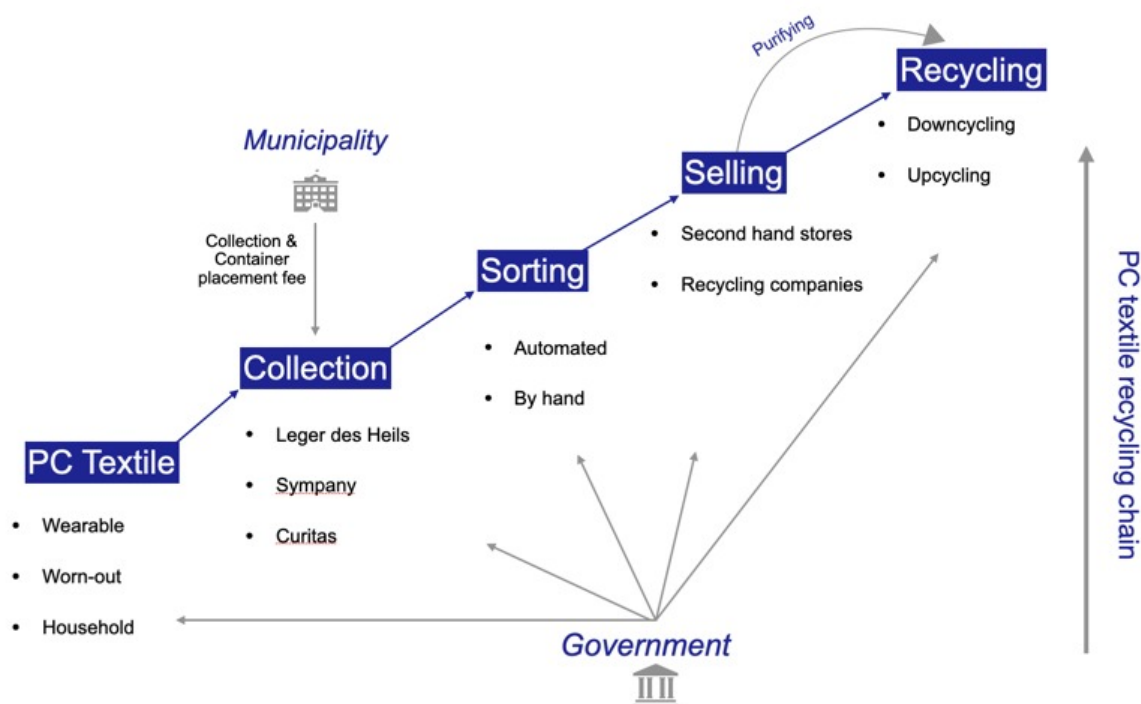 Purifying
Recycling
• Downcycling
• Upcycling
Municipality
Collection &
Container
placement fee
Selling
• Second hand stores
• Recycling companies
Sorting
• Automated
• By hand
Collection
• Leger des Heils
• Sympany
• Curitas
PC Textile
• Wearable
• Worn-out
• Household
Government
PC textile recycling chain